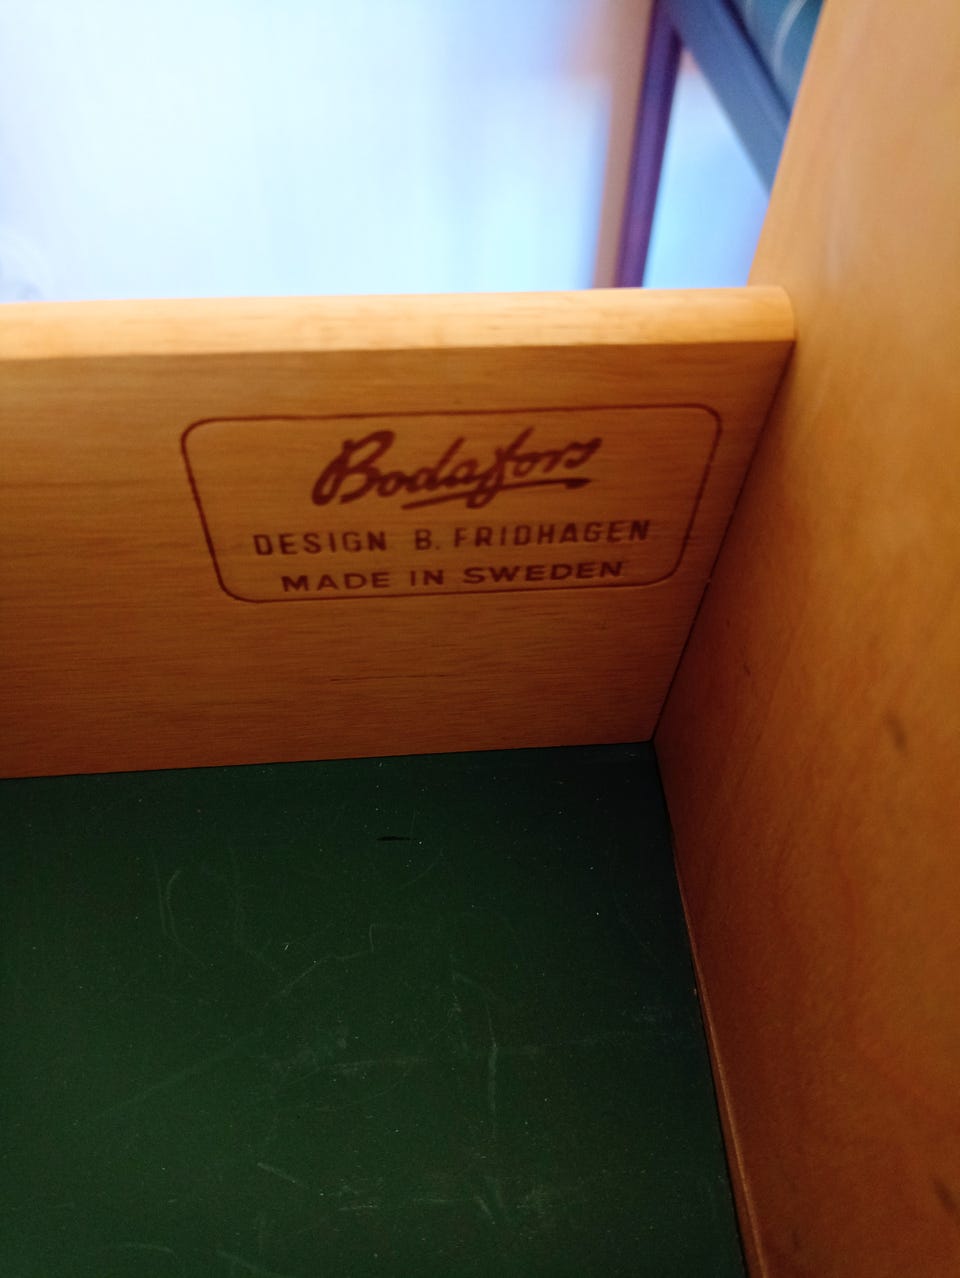 Bodafors
DESIGN B. FRIDHAGEN
MADE IN SWEDEN